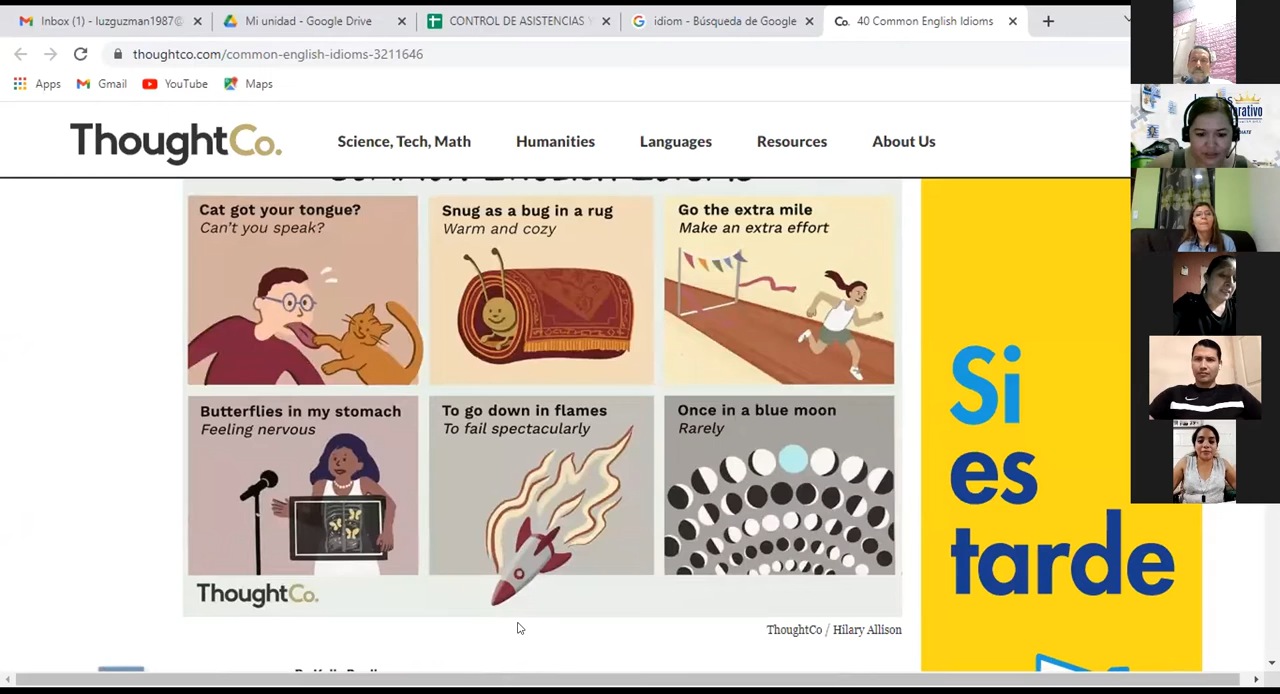 Inbox (1) - luzguzman1987@
Mi unidad - Google Drive
CONTROL DE ASISTENCIAS Y
idiom - Búsqueda de Google
Co. 40 Common English Idioms
thoughtco.com/common-english-idioms-3211646
Apps
Gmail
YouTube
Maps
ThoughtCo.
Science, Tech, Math
Humanities
Languages
Resources
About Us
Cat got your tongue?
Can't you speak?
Snug as a bug in a rug
Warm and cozy
Go the extra mile
Make an extra effort
Butterflies in my stomach
Feeling nervous
To go down in flames
To fail spectacularly
Once in a blue moon
Rarely
ThoughtCo.
ThoughtCo / Hilary Allison
Si
es
tarde